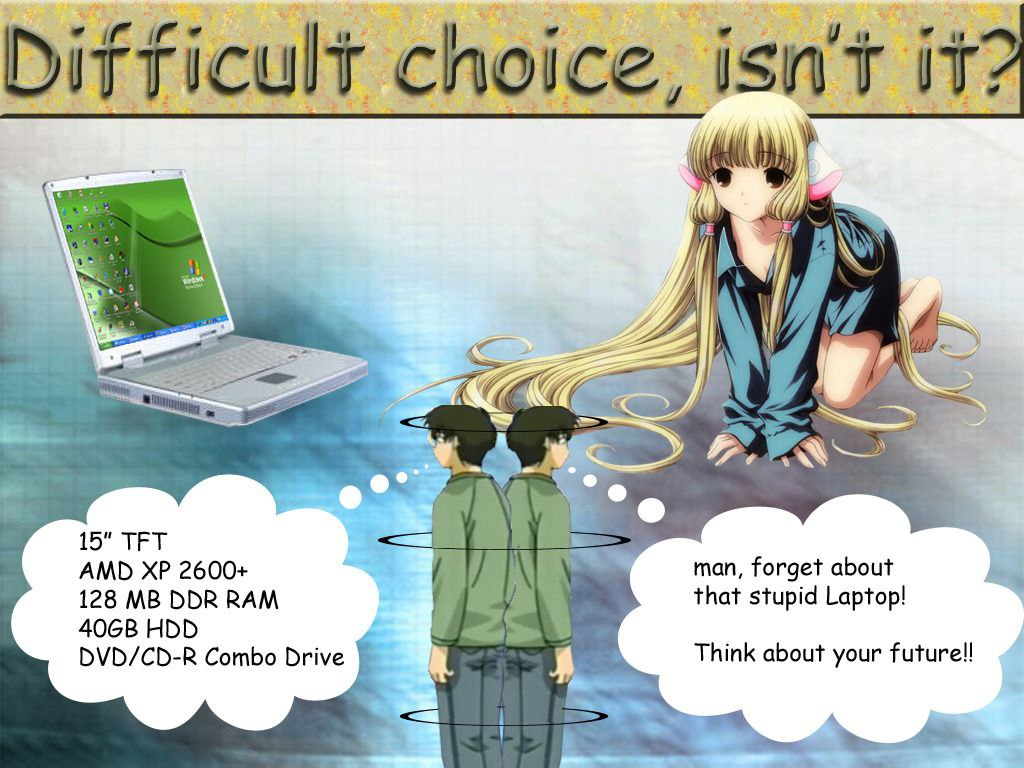 Difficult choice, isn't it?
Windows
15" TFT
AMD XP 2600+
128 MB DDR RAM
40GB HDD
DVD/CD-R Combo Drive
man, forget about
that stupid Laptop!
Think about your future!!